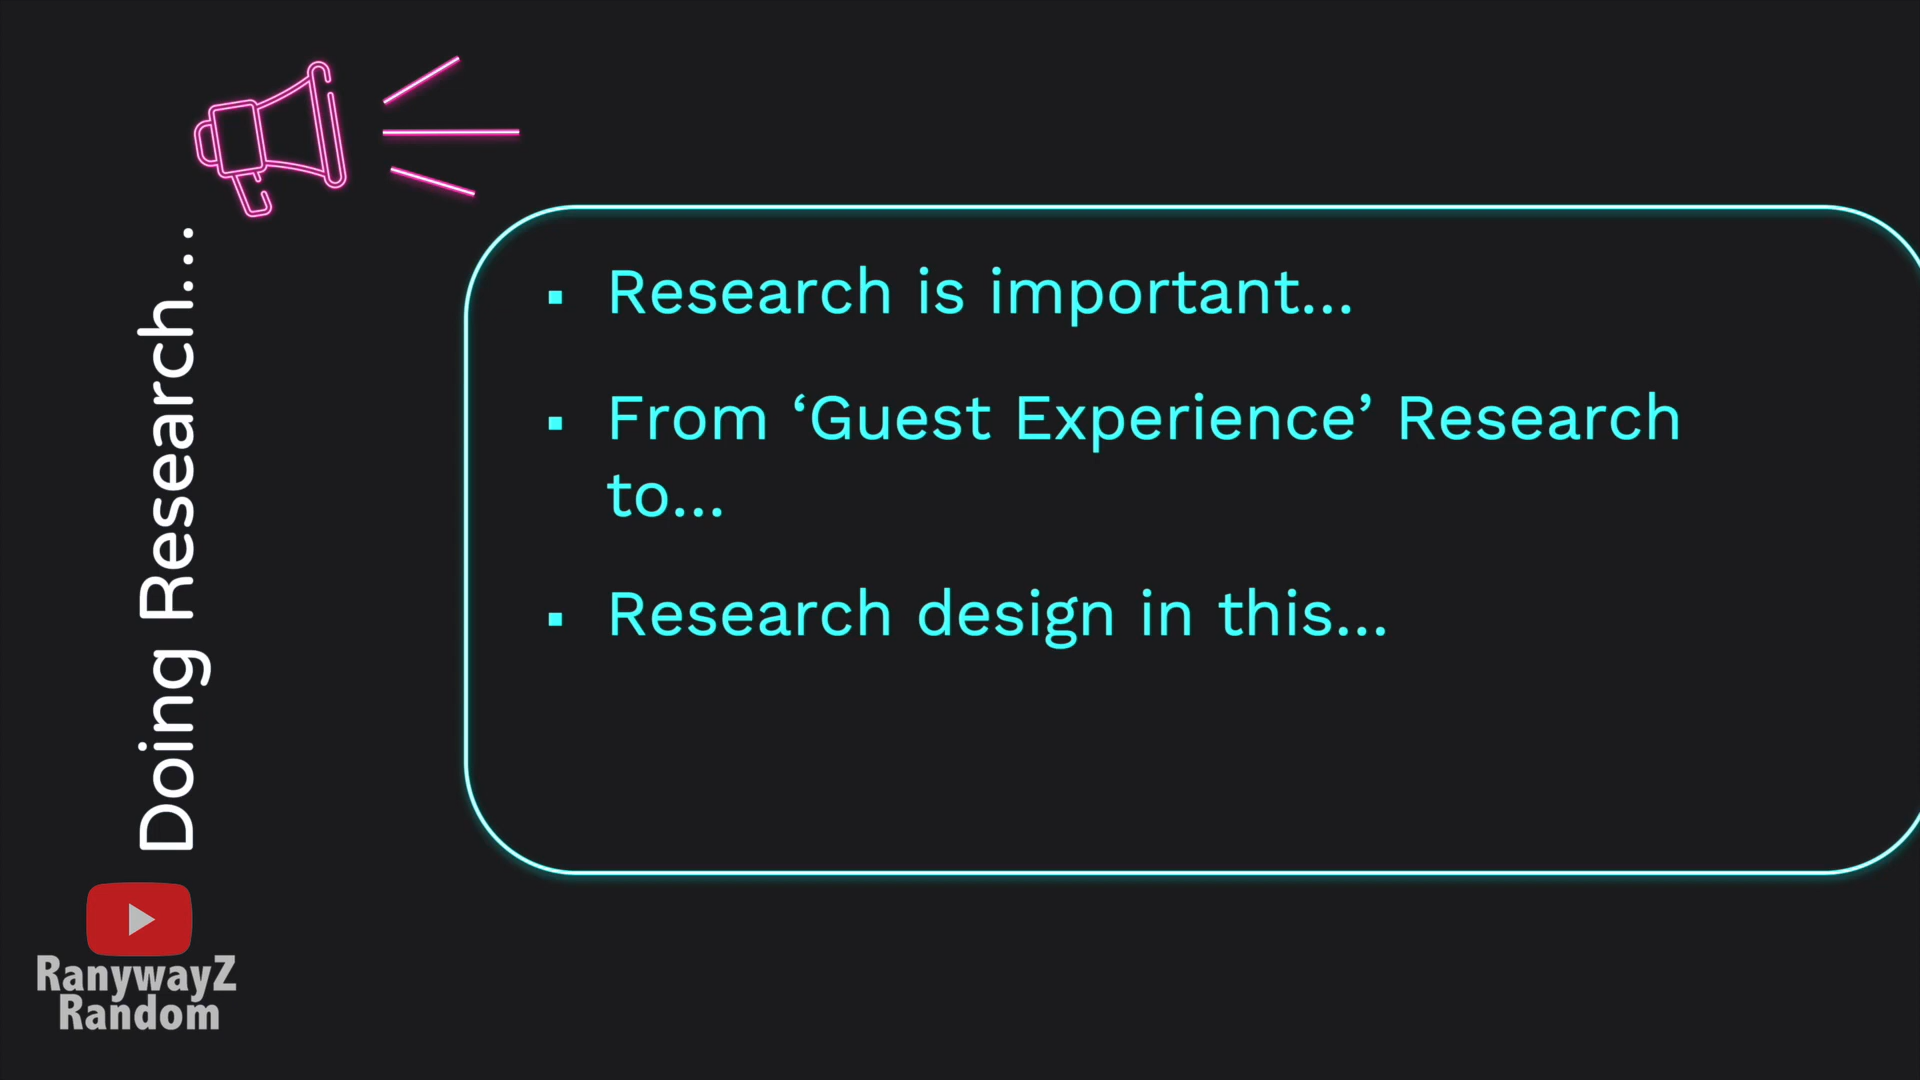 Doing Research...
Research is important...
From ‘Guest Experience’ Research
to...
Research design in this...
RanywayZ
Random